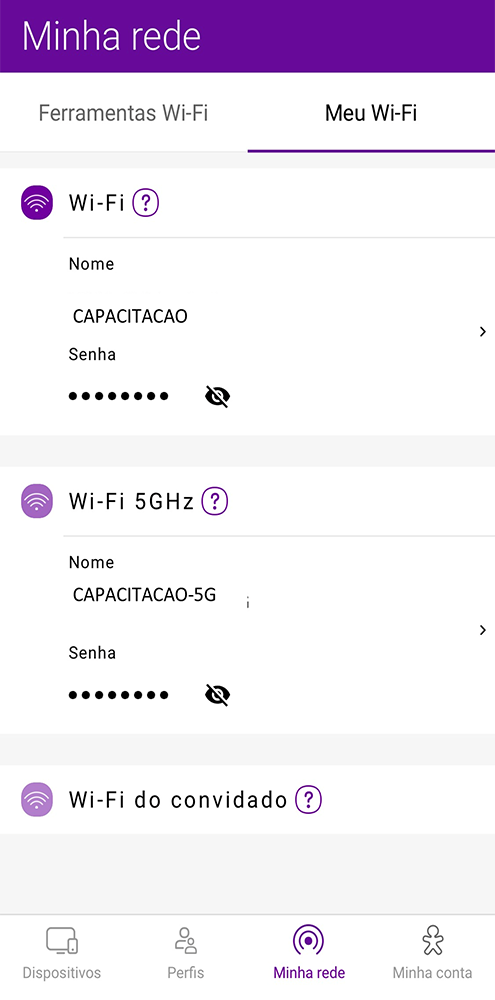 Minha rede
Ferramentas Wi-Fi
Meu Wi-Fi
Wi-Fi ?
Nome
CAPACITACAO
Senha
••••••••
Wi-Fi 5GHz ?
Nome
CAPACITACAO-5G
Senha
••••••••
Wi-Fi do convidado ?
Dispositivos
Perfis
Minha rede
Minha conta